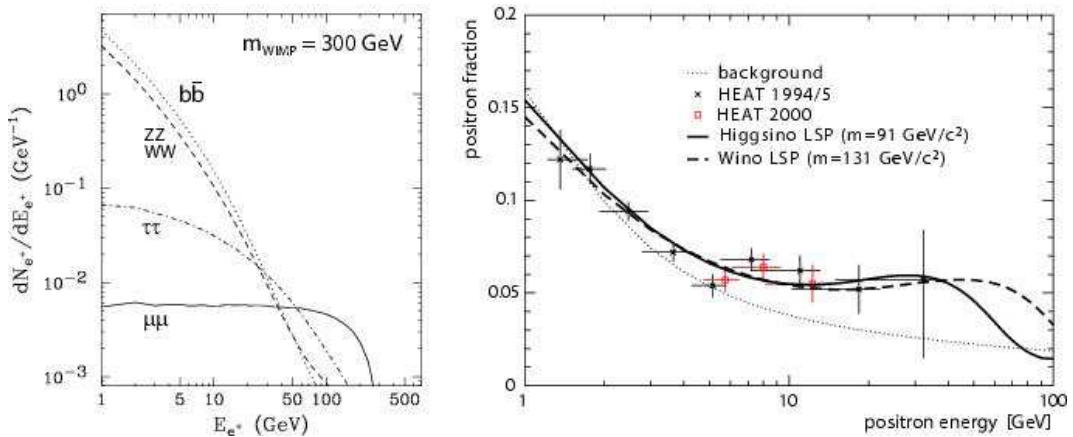 m_WIMP = 300 GeV
bb̄
ZZ
WW
ττ
μμ
dN_e⁺/dE_e⁺ (GeV⁻¹)
10⁰
10⁻¹
10⁻²
10⁻³
1 5 10 50 100 500
E_e⁺ (GeV)
positron fraction
0.2
0.15
0.1
0.05
0
background
HEAT 1994/5
HEAT 2000
Higgsino LSP (m=91 GeV/c²)
Wino LSP (m=131 GeV/c²)
1 10 100
positron energy [GeV]